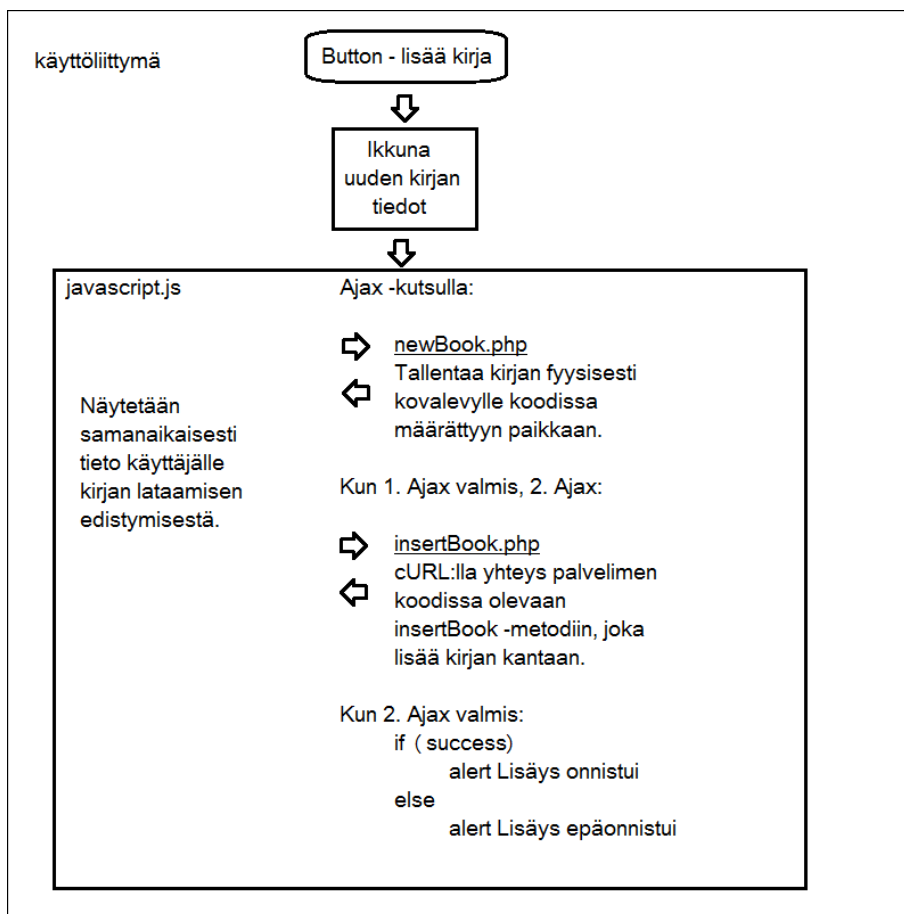 käyttöliittymä
Button - lisää kirja
Ikkuna
uuden kirjan
tiedot
javascript.js
Näytetään
samanaikaisesti
tieto käyttäjälle
kirjan lataamisen
edistymisestä.
Ajax -kutsulla:
newBook.php
Tallentaa kirjan fyysisesti
kovalevylle koodissa
määrättyyn paikkaan.
Kun 1. Ajax valmis, 2. Ajax:
insertBook.php
cURL:lla yhteys palvelimen
koodissa olevaan
insertBook -metodiin, joka
lisää kirjan kantaan.
Kun 2. Ajax valmis:
if ( success)
alert Lisäys onnistui
else
alert Lisäys epäonnistui